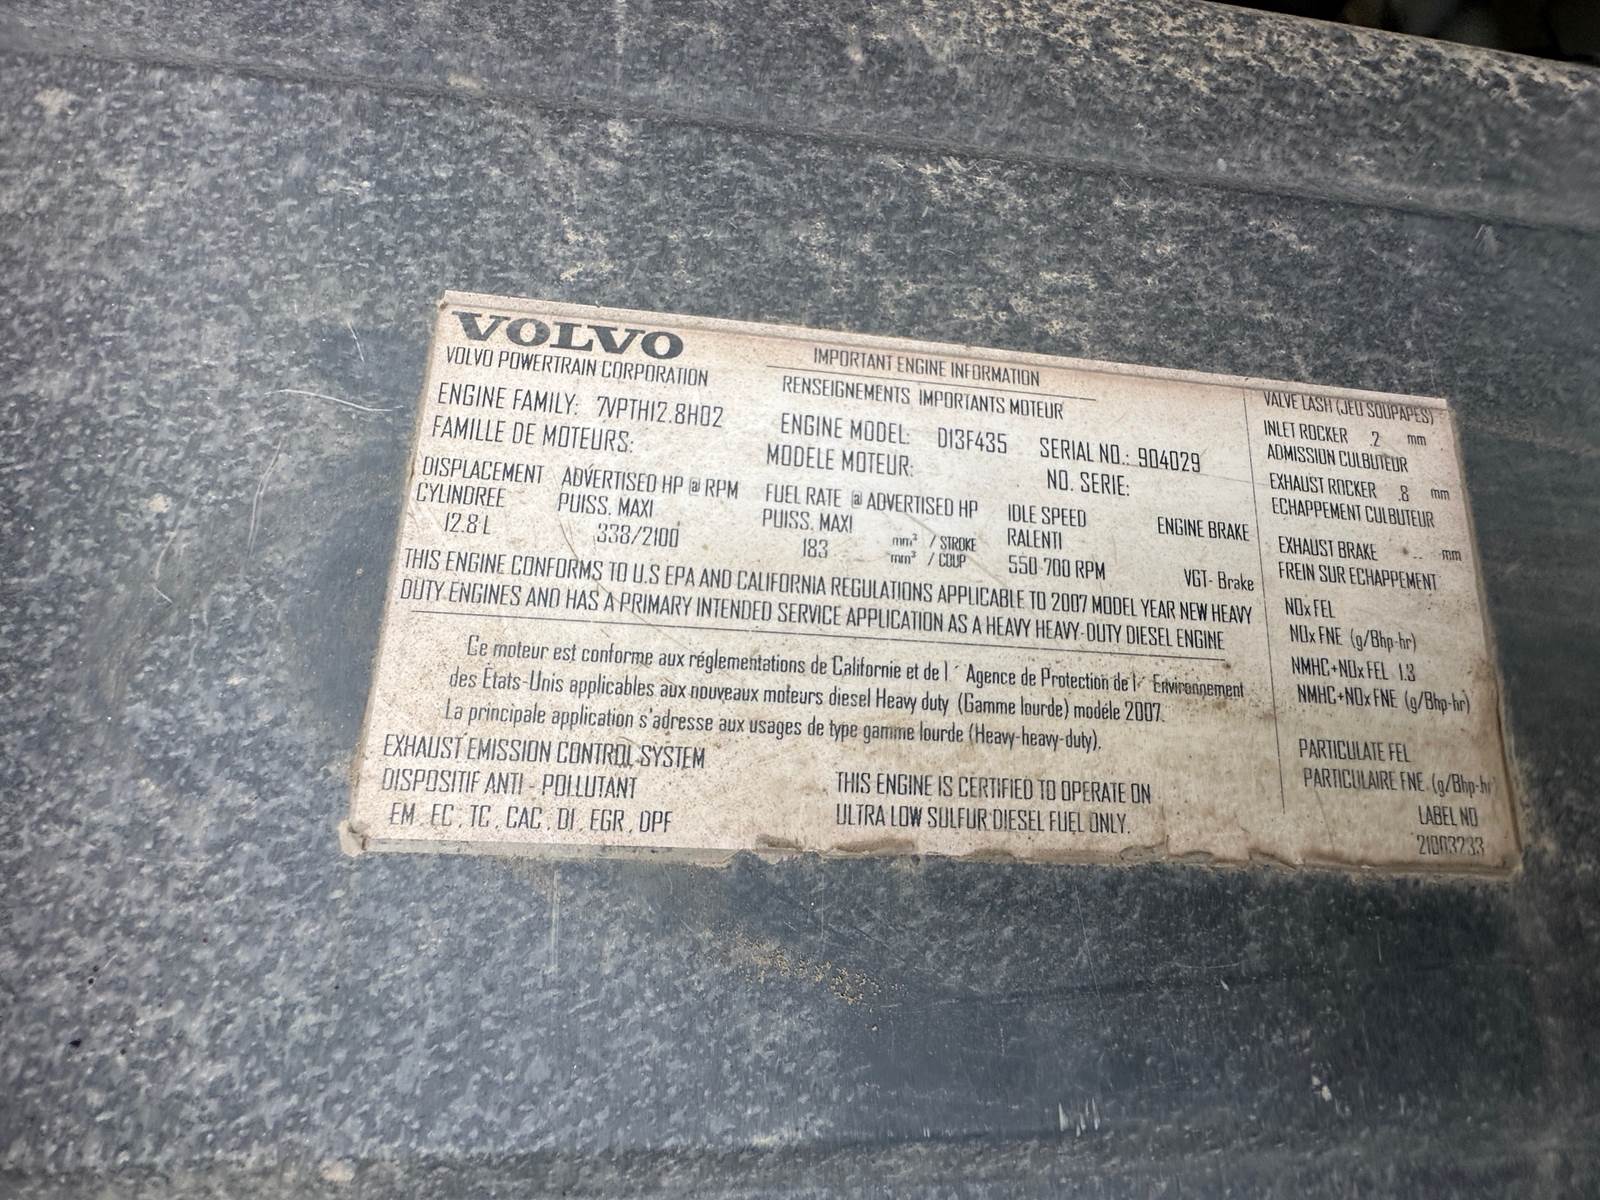 VOLVO
VOLVO POWERTRAIN CORPORATION
IMPORTANT ENGINE INFORMATION
RENSEIGNEMENTS IMPORTANTS MOTEUR
ENGINE FAMILY: 7VPTH12.8H02
FAMILLE DE MOTEURS:
ENGINE MODEL: D13F435
MODELE MOTEUR:
SERIAL NO.: 904029
NO. SERIE:
DISPLACEMENT
CYLINDREE
12.8 L
ADVERTISED HP @ RPM
PUISS. MAXI
338/2100
FUEL RATE @ ADVERTISED HP
PUISS. MAXI
183
mm³ / STROKE
mm³ / COUP
IDLE SPEED
RALENTI
550-700 RPM
ENGINE BRAKE
VGT- Brake
THIS ENGINE CONFORMS TO U.S EPA AND CALIFORNIA REGULATIONS APPLICABLE TO 2007 MODEL YEAR NEW HEAVY
DUTY ENGINES AND HAS A PRIMARY INTENDED SERVICE APPLICATION AS A HEAVY HEAVY-DUTY DIESEL ENGINE
Ce moteur est conforme aux réglementations de Californie et de l ´ Agence de Protection de l ´ Environnement
des États-Unis applicables aux nouveaux moteurs diesel Heavy duty (Gamme lourde) modéle 2007.
La principale application s'adresse aux usages de type gamme lourde (Heavy-heavy-duty).
EXHAUST EMISSION CONTROL SYSTEM
DISPOSITIF ANTI - POLLUTANT
EM , EC , TC , CAC , DI , EGR , DPF
THIS ENGINE IS CERTIFIED TO OPERATE ON
ULTRA LOW SULFUR DIESEL FUEL ONLY.
VALVE LASH (JEU SOUPAPES)
INLET ROCKER .2 mm
ADMISSION CULBUTEUR
EXHAUST ROCKER .8 mm
ECHAPPEMENT CULBUTEUR
EXHAUST BRAKE -- mm
FREIN SUR ECHAPPEMENT
NOx FEL
NOx FNE (g/Bhp-hr)
NMHC+NOx FEL 1.3
NMHC+NOx FNE (g/Bhp-hr)
PARTICULATE FEL
PARTICULAIRE FNE (g/Bhp-hr
LABEL NO
21003233